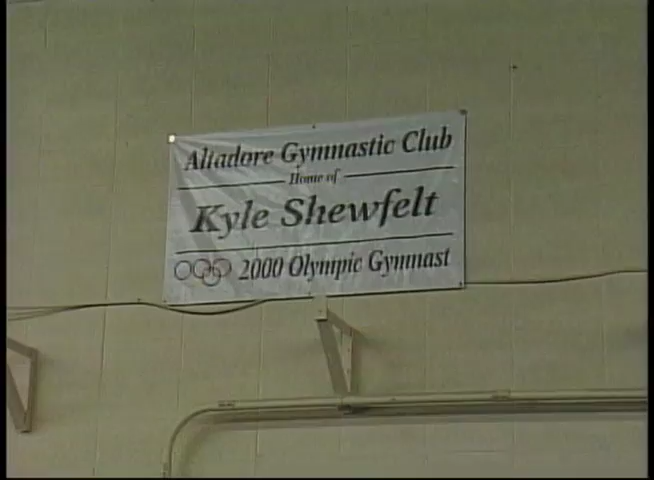 Altadore Gymnastic Club
Home of
Kyle Shewfelt
2000 Olympic Gymnast